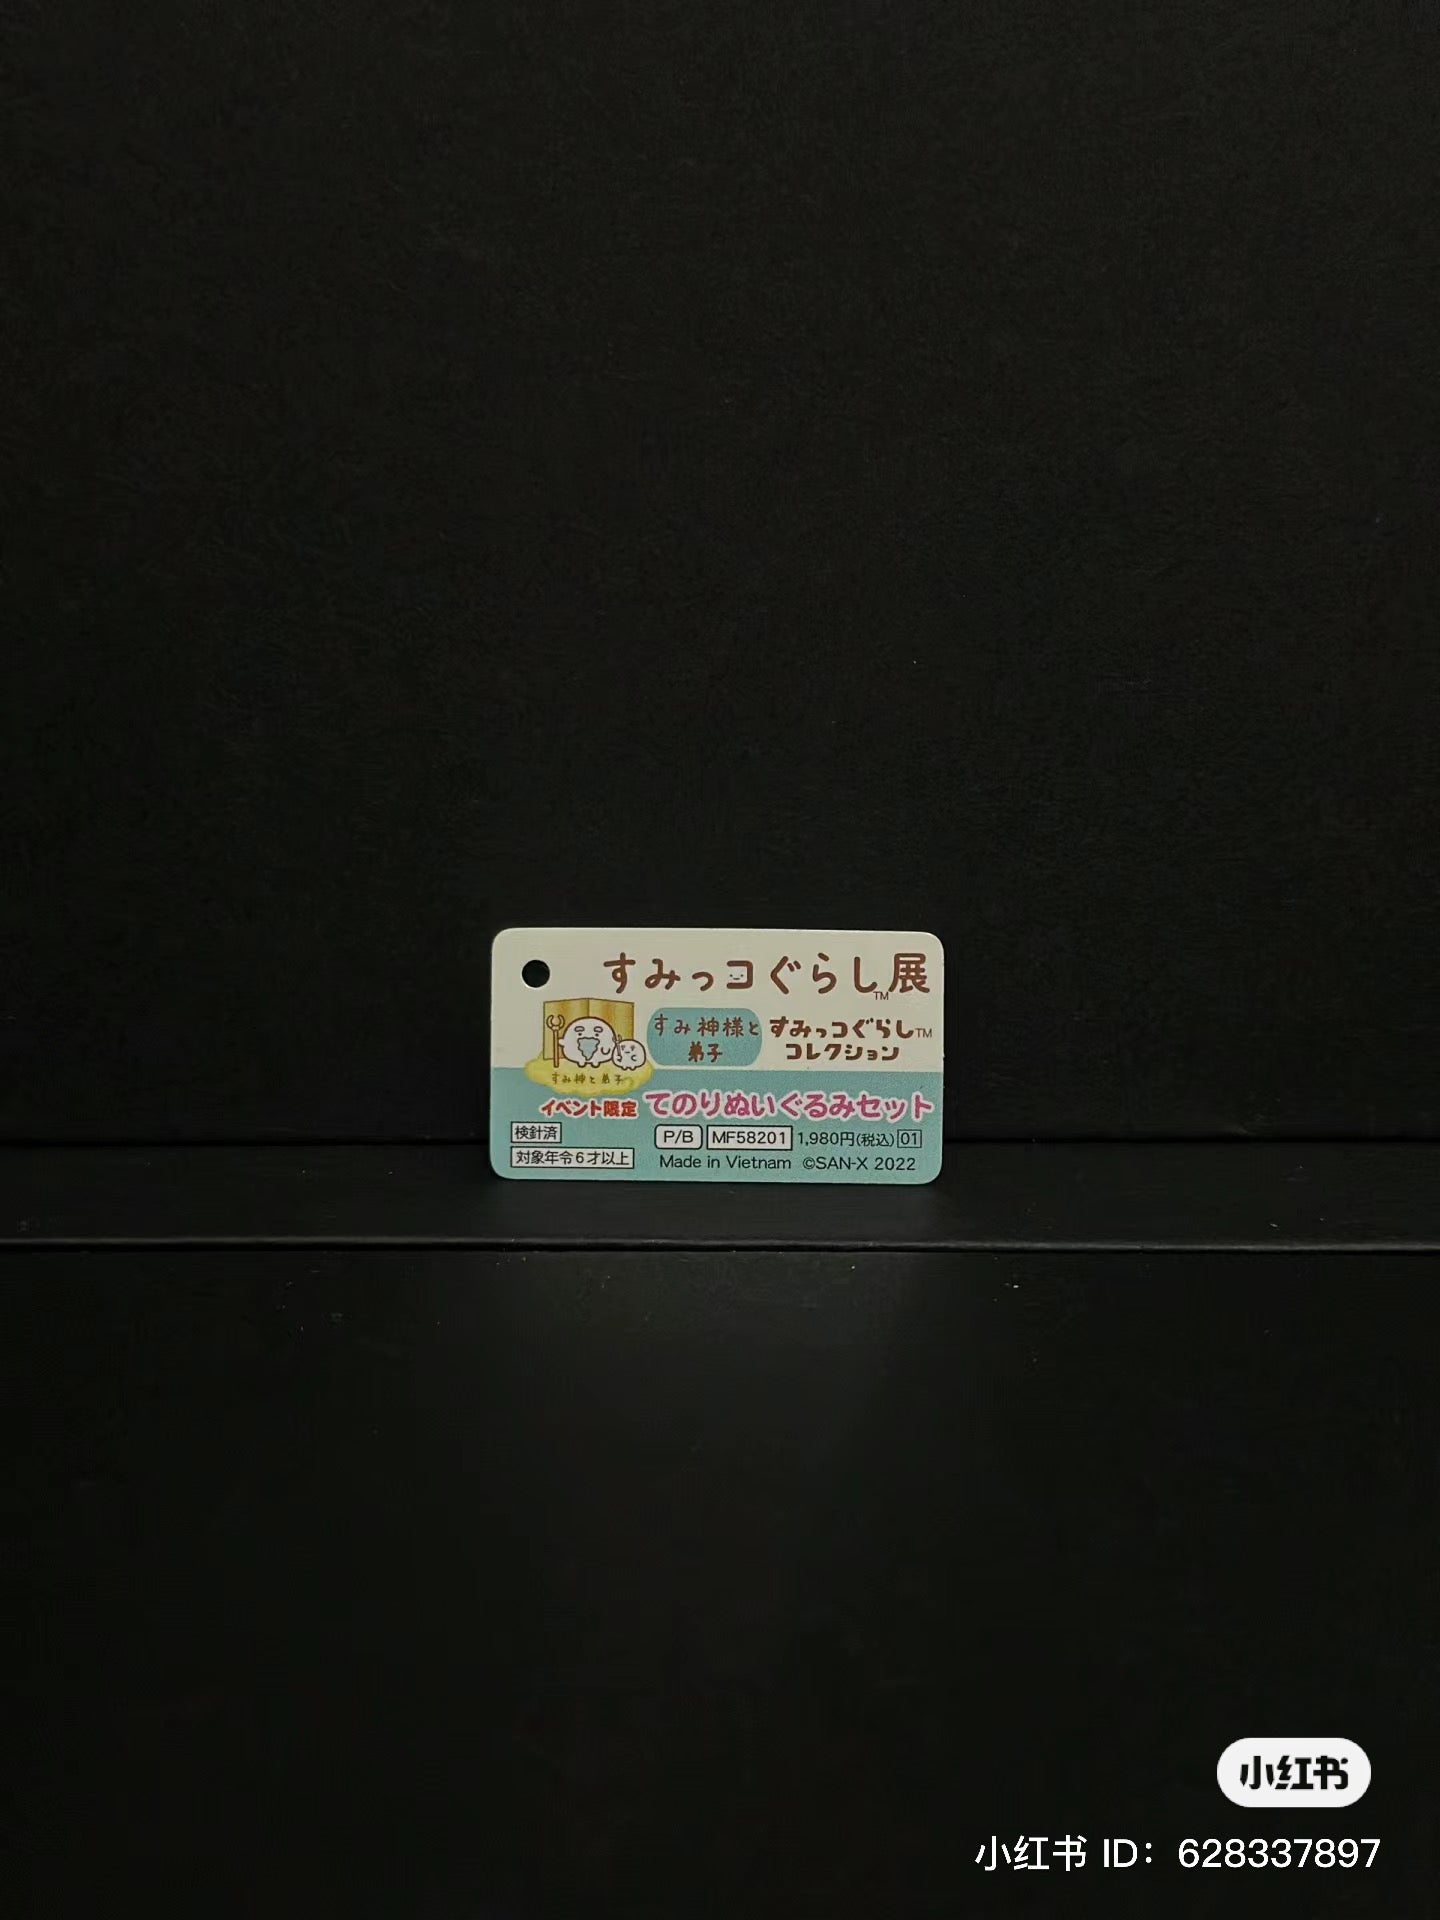 すみっコぐらし展
TM
すみ神様と
弟子
すみっコぐらし™
コレクション
すみ神と弟子
イベント限定 てのりぬいぐるみセット
検針済
P/B MF58201 1,980円(税込) 01
対象年令6才以上
Made in Vietnam ©SAN-X 2022
小红书
小红书 ID: 628337897